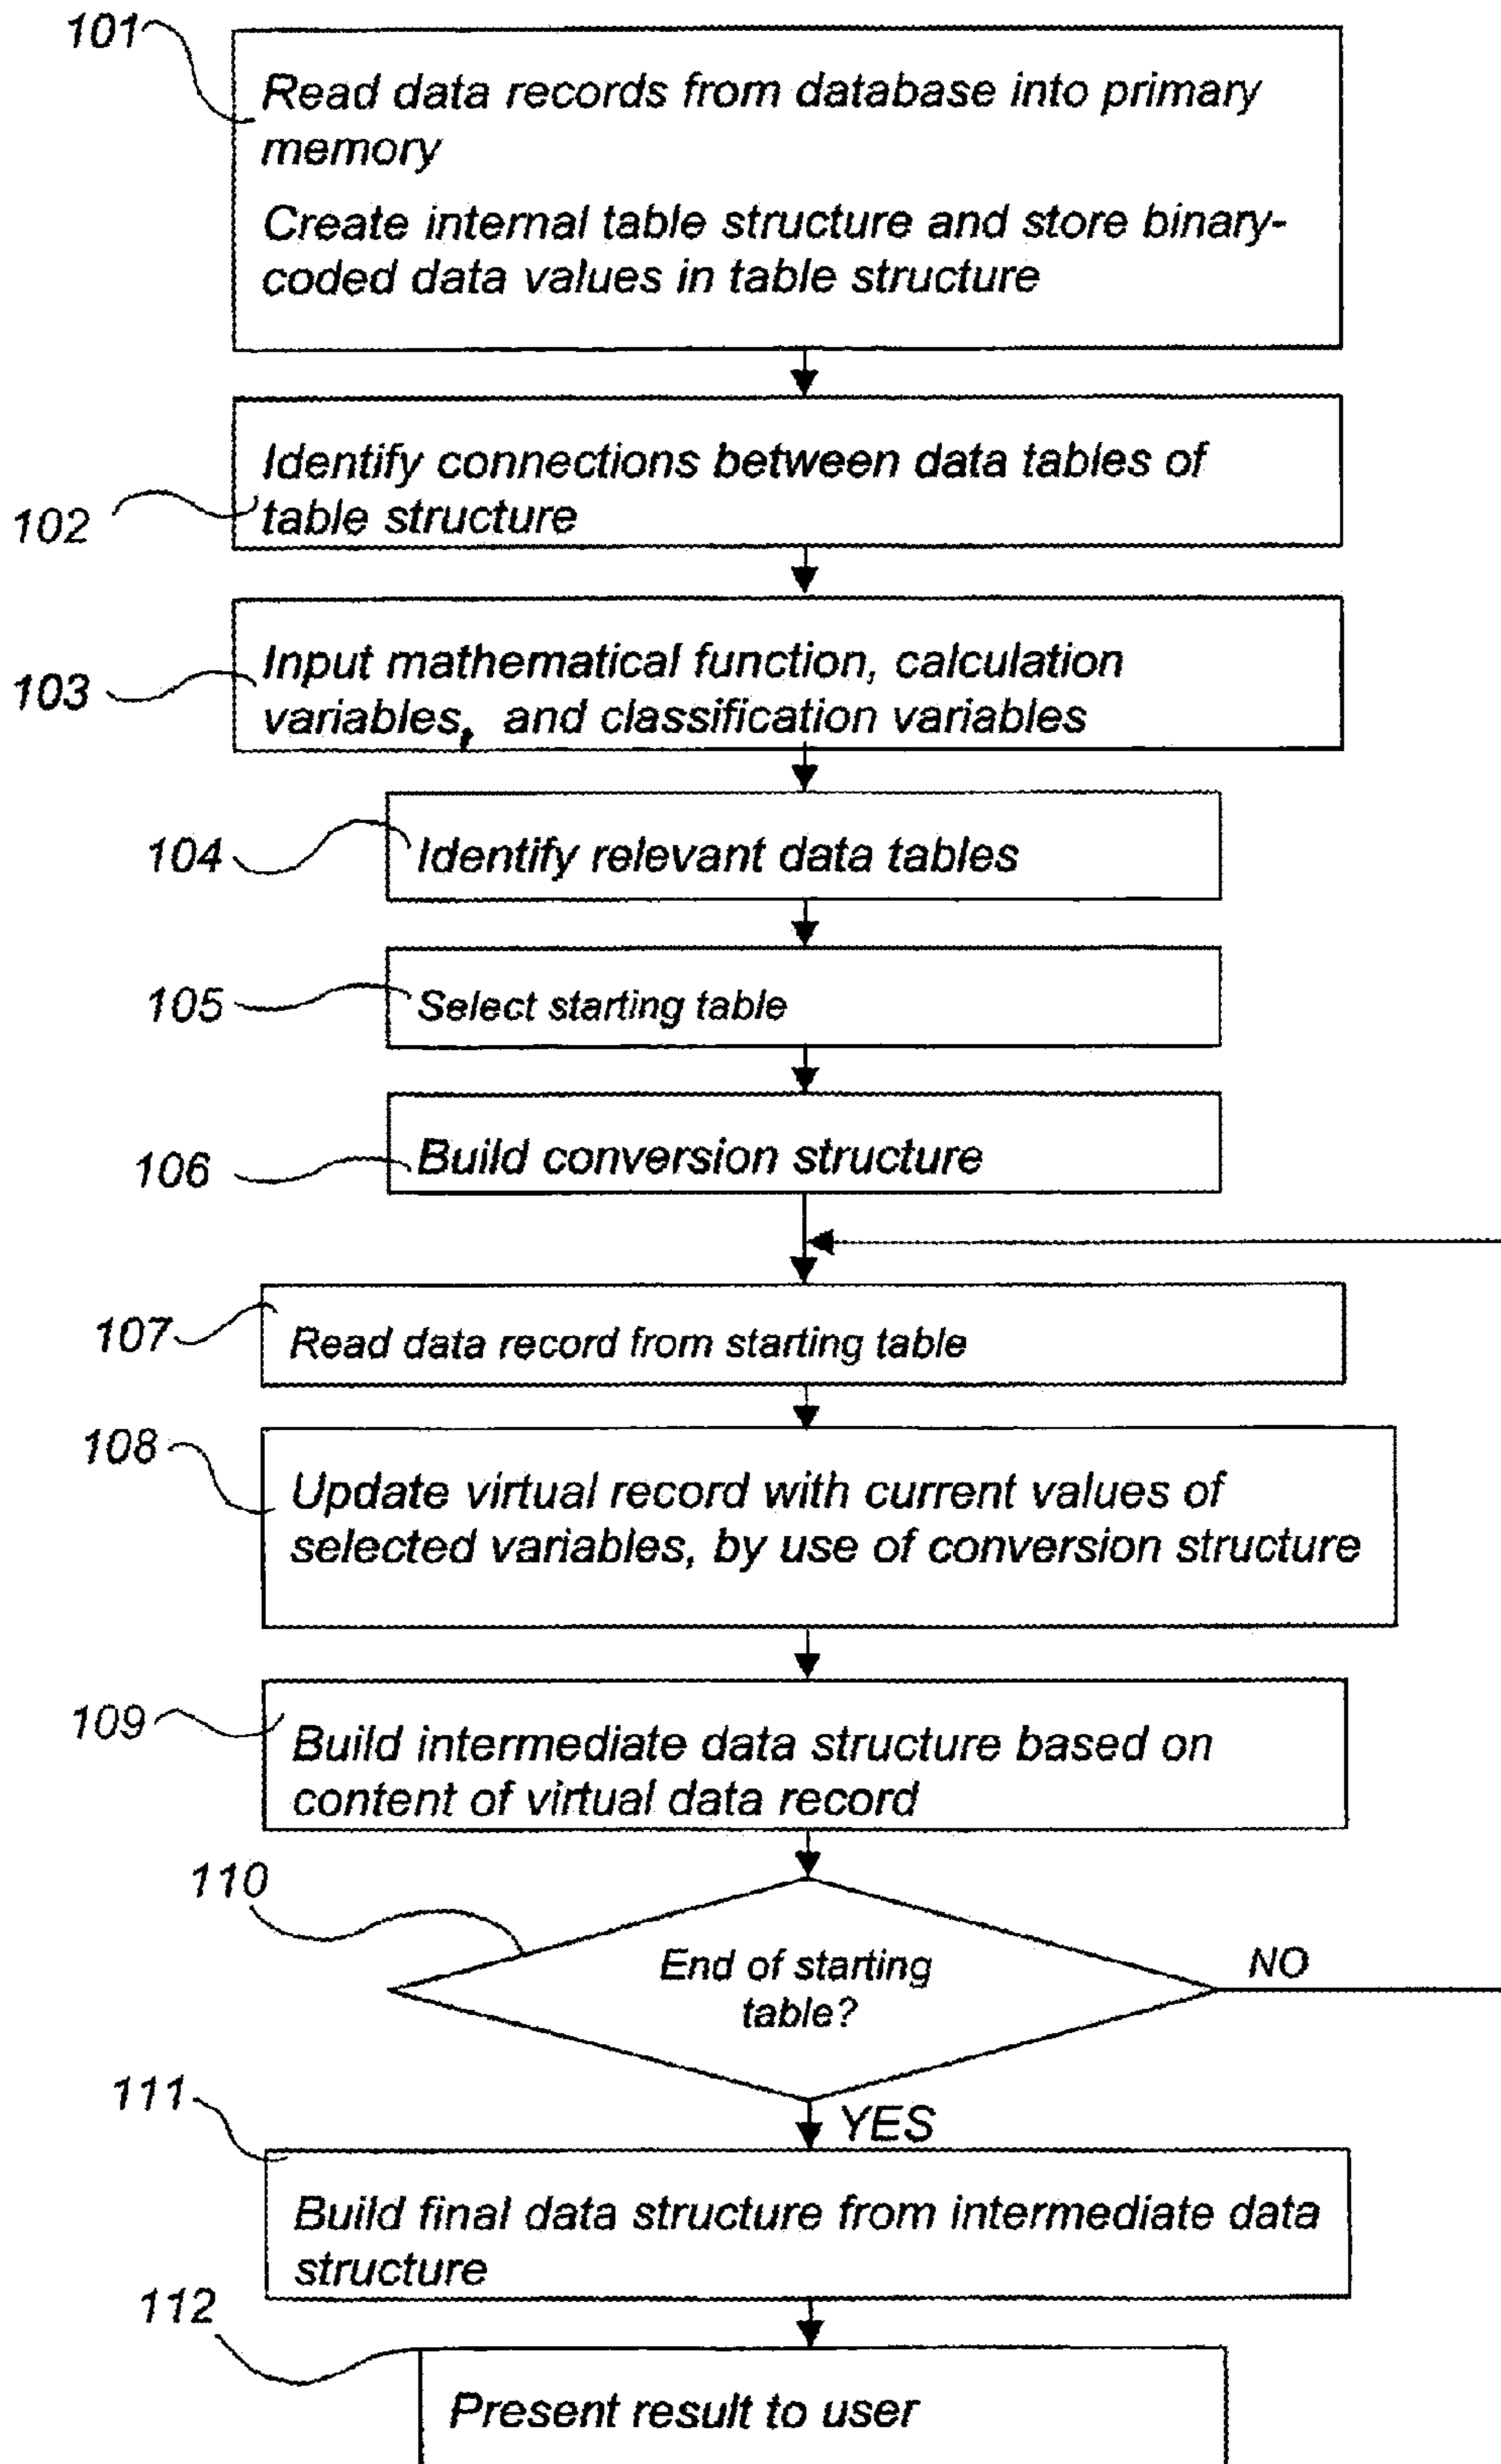 101
Read data records from database into primary
memory
Create internal table structure and store binary-
coded data values in table structure
Identify connections between data tables of
table structure
102
Input mathematical function, calculation
variables, and classification variables
103
104
Identify relevant data tables
105
Select starting table
106
Build conversion structure
107
Read data record from starting table
108
Update virtual record with current values of
selected variables, by use of conversion structure
109
Build intermediate data structure based on
content of virtual data record
110
End of starting
table?
NO
YES
111
Build final data structure from intermediate data
structure
112
Present result to user